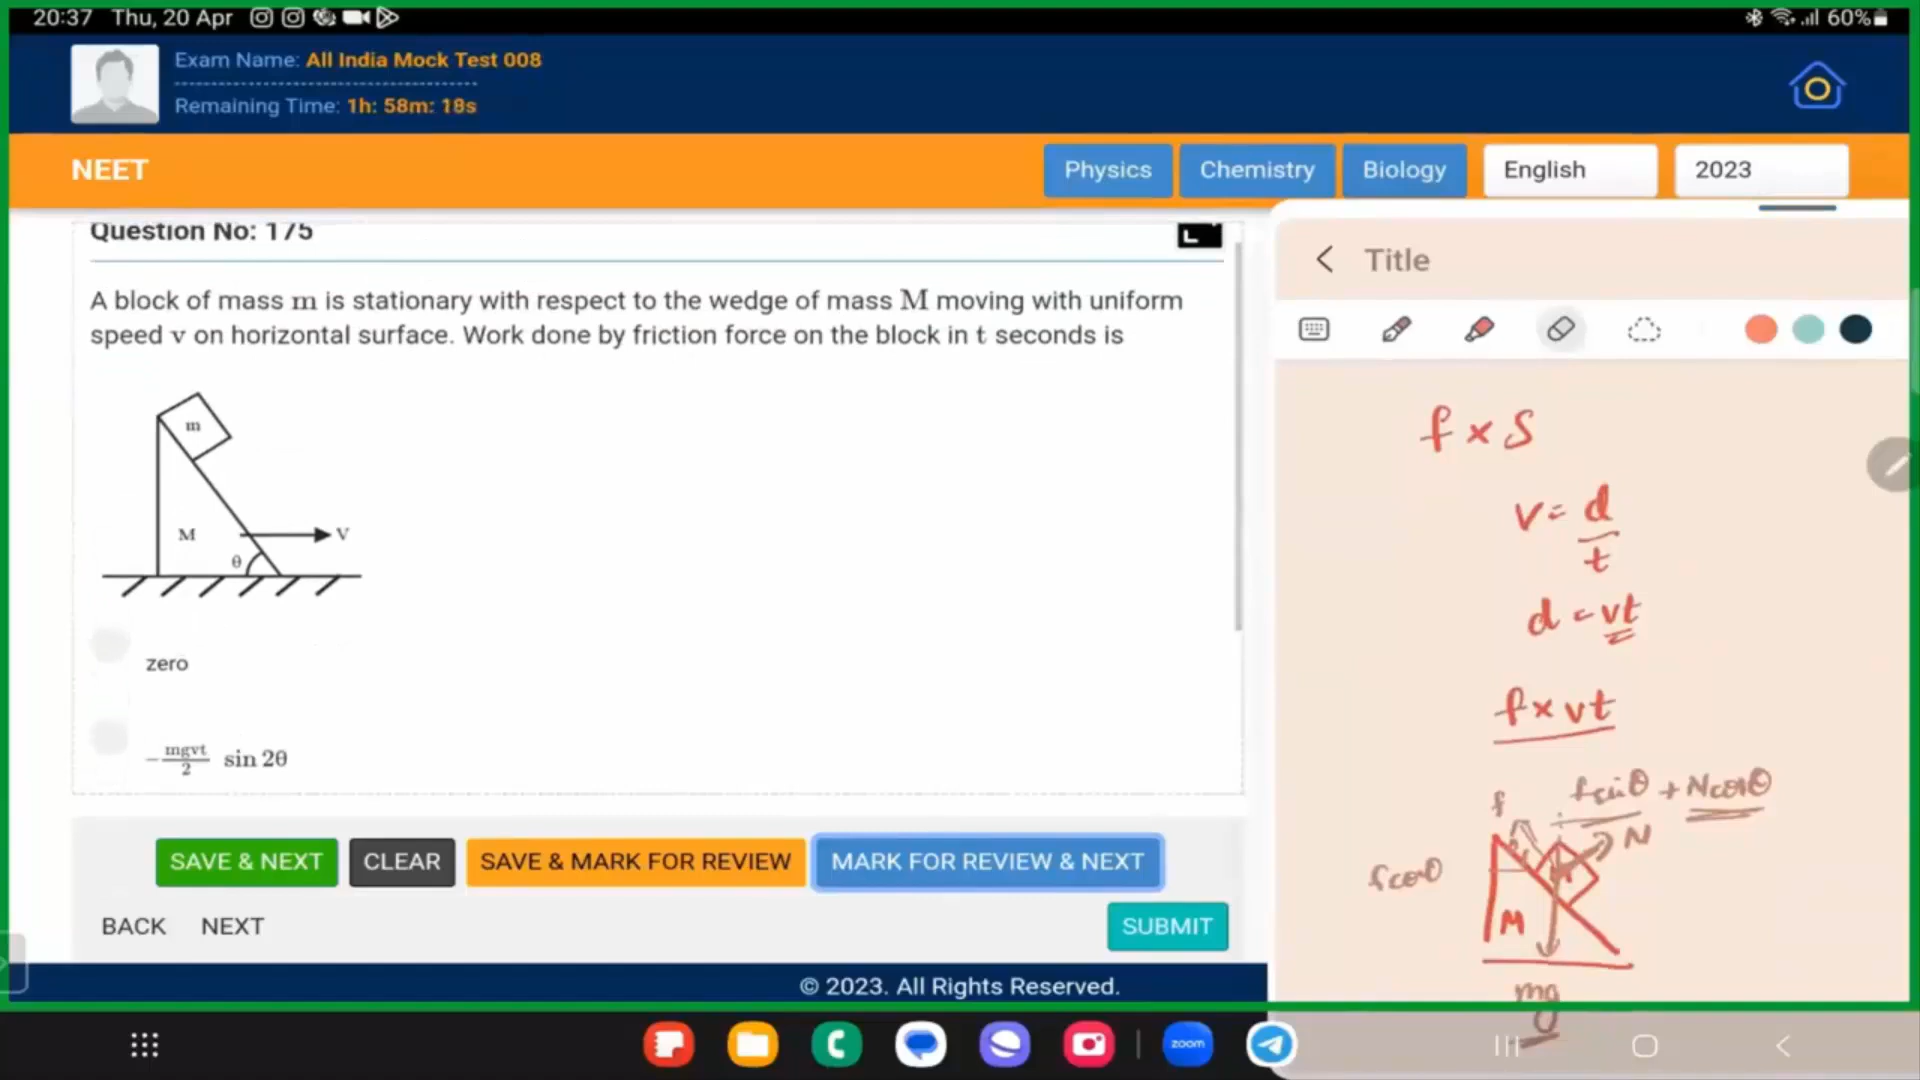 20:37 Thu, 20 Apr
60%
Exam Name: All India Mock Test 008
Remaining Time: 1h: 58m: 18s
NEET
Physics
Chemistry
Biology
English
2023
Question No: 175
A block of mass m is stationary with respect to the wedge of mass M moving with uniform
speed v on horizontal surface. Work done by friction force on the block in t seconds is
m
M
θ
V
zero
-mgvt/2 sin 2θ
SAVE & NEXT
CLEAR
SAVE & MARK FOR REVIEW
MARK FOR REVIEW & NEXT
BACK
NEXT
SUBMIT
© 2023. All Rights Reserved.
Title
f × S
v = d/t
d = vt
f × vt
f sinθ + N cosθ
f
N
f cosθ
M
mg
zoom